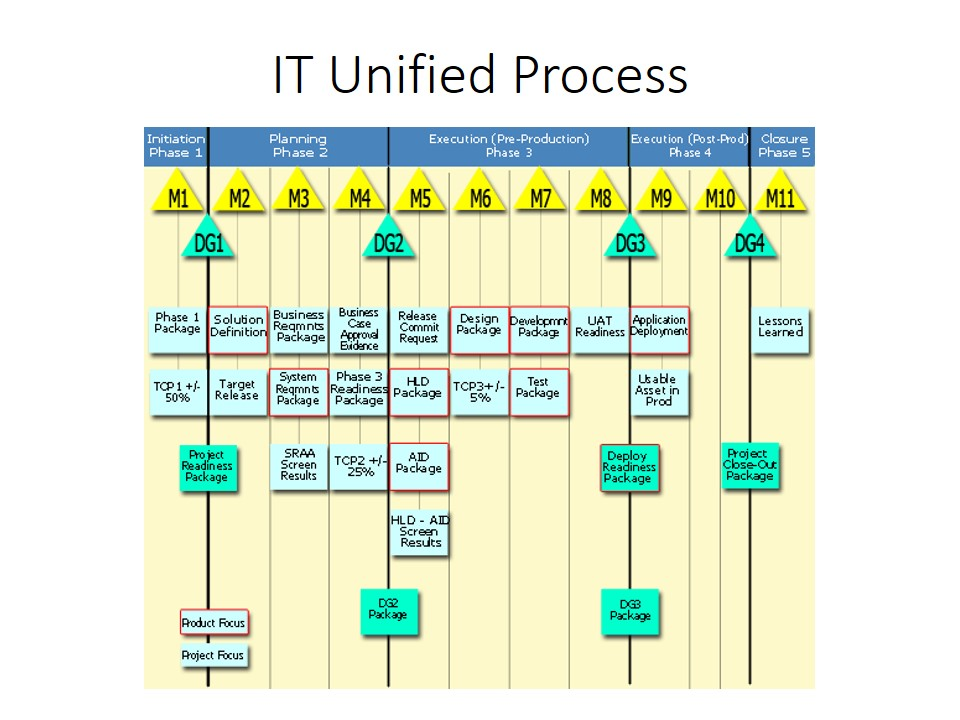 IT Unified Process
Initiation
Phase 1
Planning
Phase 2
Execution (Pre-Production)
Phase 3
Execution (Post-Prod)
Phase 4
Closure
Phase 5
M1
M2
M3
M4
M5
M6
M7
M8
M9
M10
M11
DG1
DG2
DG3
DG4
Phase 1
Package
Solution
Definition
Business
Reqmnts
Package
Business
Case
Approval
Evidence
Release
Commit
Request
Design
Package
Developmnt
Package
UAT
Readiness
Application
Deployment
Lessons
Learned
TCP1 +/-
50%
Target
Release
System
Reqmnts
Package
Phase 3
Readiness
Package
HLD
Package
TCP3+/-
5%
Test
Package
Usable
Asset in
Prod
Project
Readiness
Package
SRAA
Screen
Results
TCP2 +/-
25%
AID
Package
Deploy
Readiness
Package
Project
Close-Out
Package
HLD - AID
Screen
Results
DG2
Package
DG3
Package
Product Focus
Project Focus